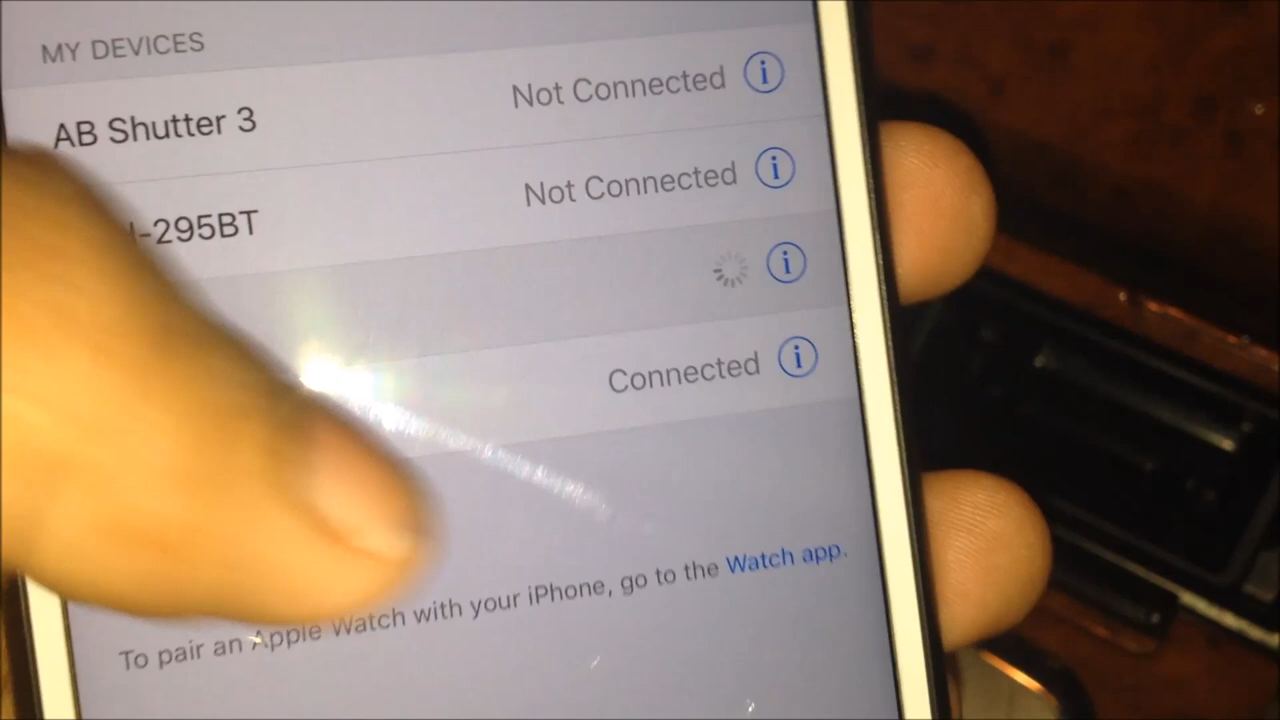 MY DEVICES
AB Shutter 3 Not Connected
-295BT Not Connected
Connected
To pair an Apple Watch with your iPhone, go to the Watch app.